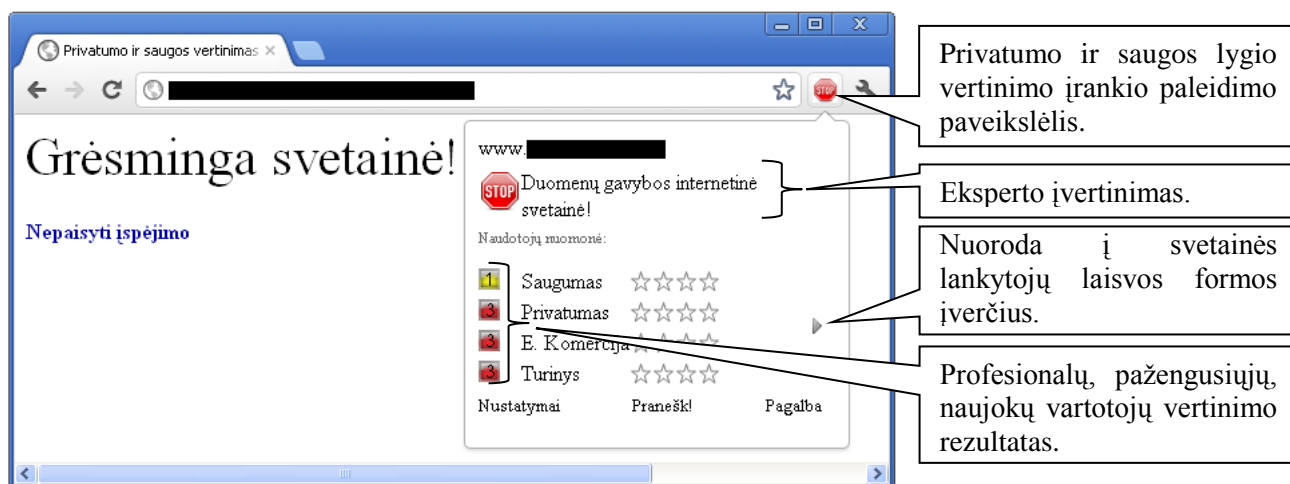 Privatumo ir saugos vertinimas
Grėsminga svetainė!
Nepaisyti įspėjimo
www.
STOP
Duomenų gavybos internetinė
svetainė!
Naudotojų nuomonė:
1 Saugumas
3 Privatumas
3 E. Komercija
3 Turinys
Nustatymai Pranešk! Pagalba
STOP
Privatumo ir saugos lygio
vertinimo įrankio paleidimo
paveikslėlis.
Eksperto įvertinimas.
Nuoroda į svetainės
lankytojų laisvos formos
įverčius.
Profesionalų, pažengusiųjų,
naujokų vartotojų vertinimo
rezultatas.